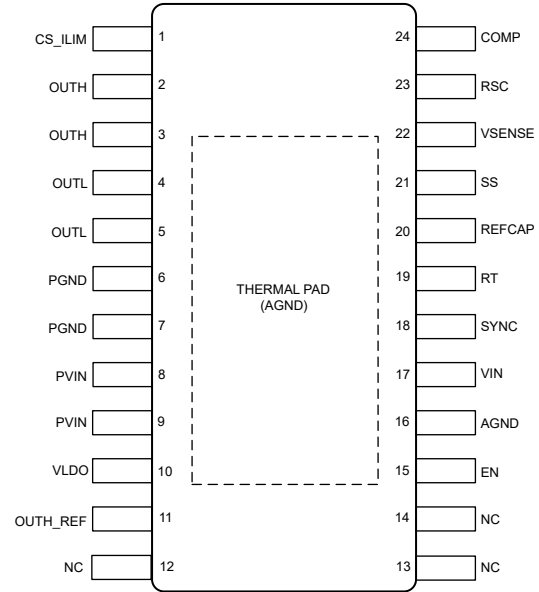 CS_ILIM 1 24 COMP
OUTH 2 23 RSC
OUTH 3 22 VSENSE
OUTL 4 21 SS
OUTL 5 20 REFCAP
PGND 6 19 RT
THERMAL PAD
(AGND)
PGND 7 18 SYNC
PVIN 8 17 VIN
PVIN 9 16 AGND
VLDO 10 15 EN
OUTH_REF 11 14 NC
NC 12 13 NC